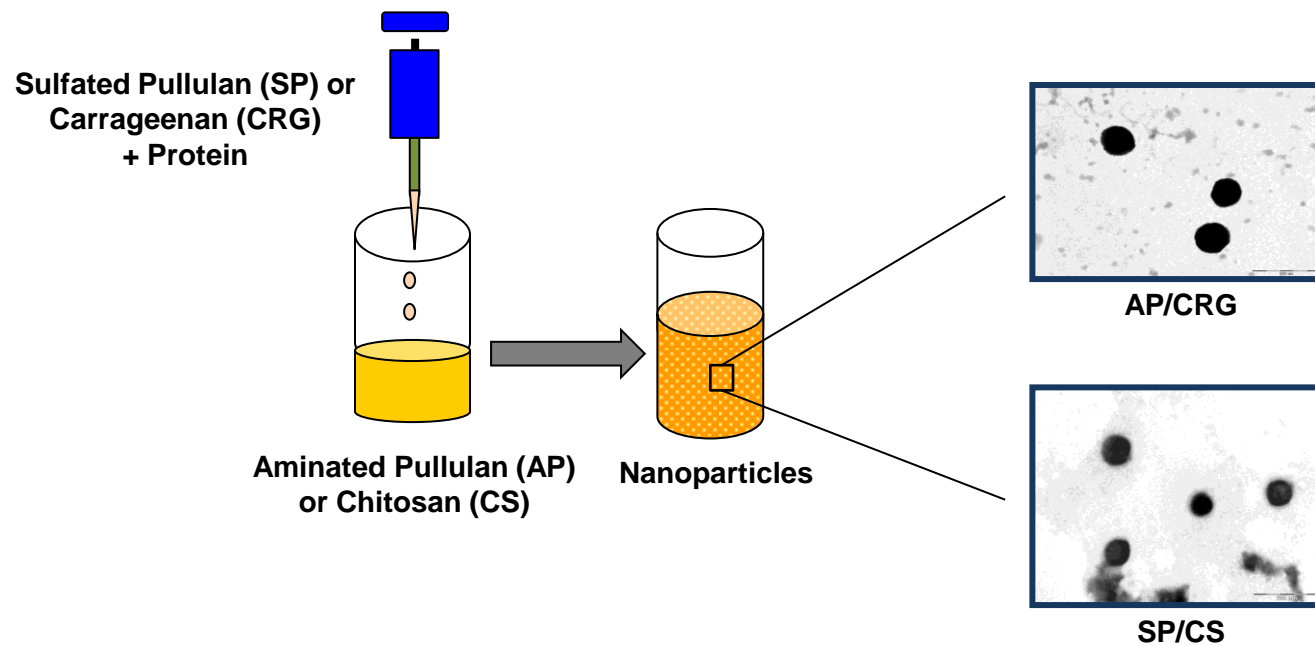 Sulfated Pullulan (SP) or
Carrageenan (CRG)
+ Protein
Aminated Pullulan (AP)
or Chitosan (CS)
Nanoparticles
AP/CRG
SP/CS